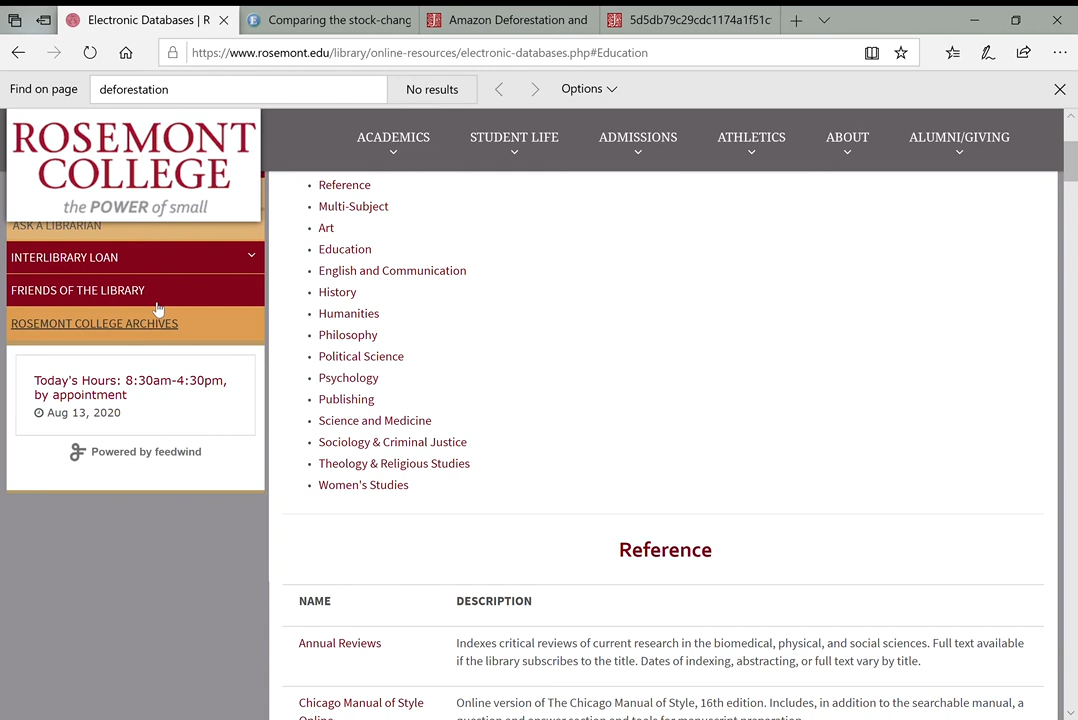 Electronic Databases | R
Comparing the stock-chang
Amazon Deforestation and
5d5db79c29cdc1174a1f51c
https://www.rosemont.edu/library/online-resources/electronic-databases.php#Education
Find on page
deforestation
No results
Options
ROSEMONT
COLLEGE
the POWER of small
ACADEMICS
STUDENT LIFE
ADMISSIONS
ATHLETICS
ABOUT
ALUMNI/GIVING
ASK A LIBRARIAN
INTERLIBRARY LOAN
FRIENDS OF THE LIBRARY
ROSEMONT COLLEGE ARCHIVES
Today's Hours: 8:30am-4:30pm,
by appointment
Aug 13, 2020
Powered by feedwind
• Reference
• Multi-Subject
• Art
• Education
• English and Communication
• History
• Humanities
• Philosophy
• Political Science
• Psychology
• Publishing
• Science and Medicine
• Sociology & Criminal Justice
• Theology & Religious Studies
• Women's Studies
Reference
NAME
DESCRIPTION
Annual Reviews
Indexes critical reviews of current research in the biomedical, physical, and social sciences. Full text available
if the library subscribes to the title. Dates of indexing, abstracting, or full text vary by title.
Chicago Manual of Style
Online
Online version of The Chicago Manual of Style, 16th edition. Includes, in addition to the searchable manual, a
question and answer section and tools for manuscript preparation.